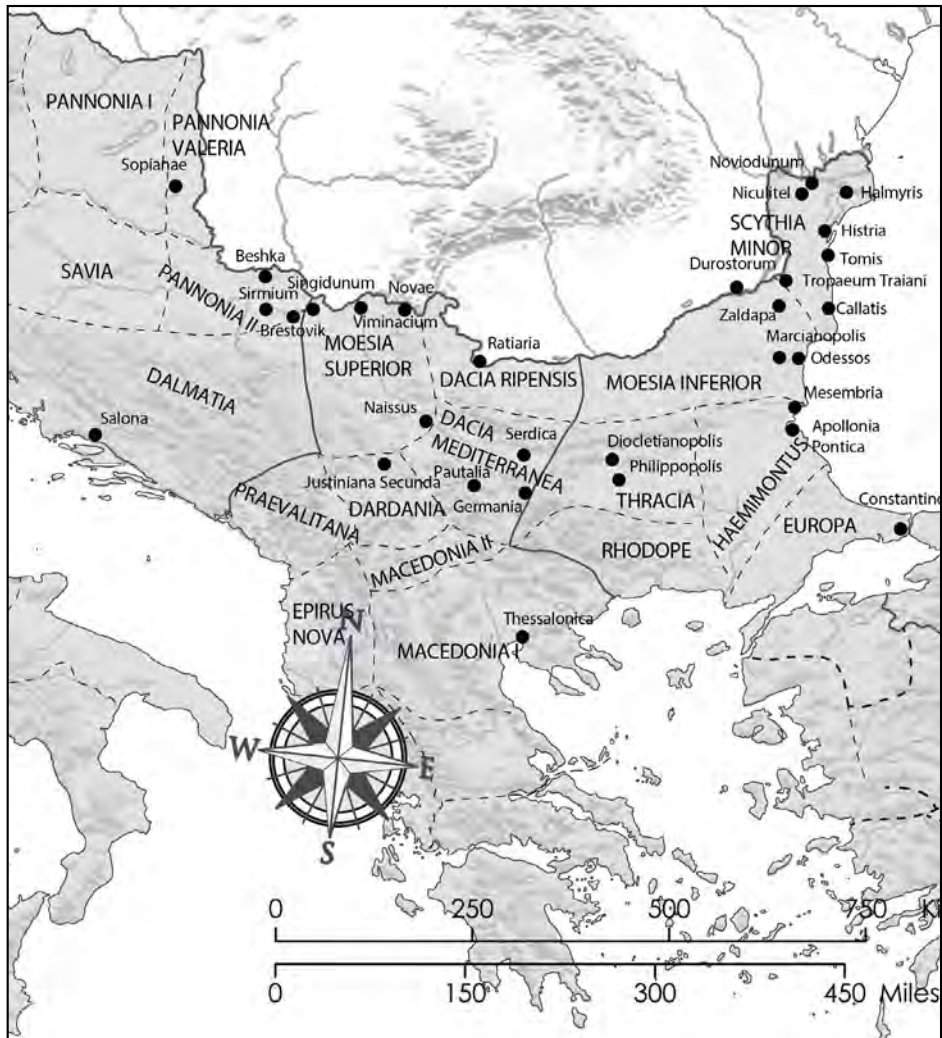 PANNONIA I
PANNONIA
VALERIA
Sopianae
Noviodunum
Niculitel
Halmyris
SCYTHIA
MINOR
Histria
Tomis
Beshka
SAVIA
PANNONIA II
Sirmium
Singidunum
Novae
Durostorum
Tropaeum Traiani
Brestovik
Viminacium
Zaldapa
Callatis
MOESIA
SUPERIOR
Ratiaria
Marcianopolis
Odessos
DALMATIA
DACIA RIPENSIS
MOESIA INFERIOR
Mesembria
Salona
Naissus
DACIA
MEDITERRANEA
Serdica
Diocletianopolis
Apollonia
Pontica
Justiniana Secunda
Pautalia
Philippopolis
PRAEVALITANA
DARDANIA
Germania
THRACIA
HAEMIMONTUS
Constantino
EUROPA
MACEDONIA II
RHODOPE
EPIRUS
NOVA
Thessalonica
MACEDONIA I
N
W
E
S
0 250 500 750 K
0 150 300 450 Miles